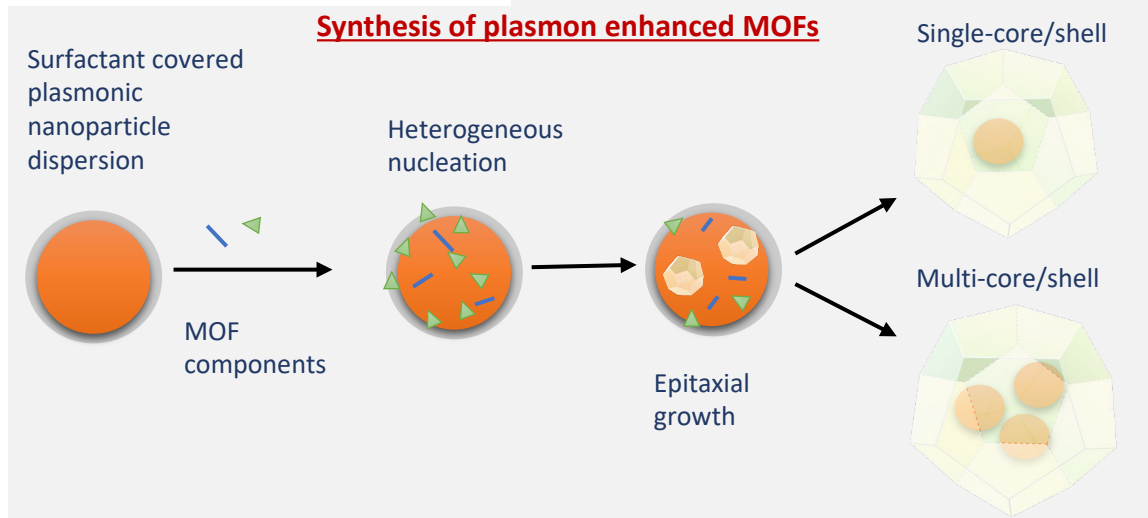 Synthesis of plasmon enhanced MOFs
Surfactant covered
plasmonic
nanoparticle
dispersion
MOF
components
Heterogeneous
nucleation
Epitaxial
growth
Single-core/shell
Multi-core/shell